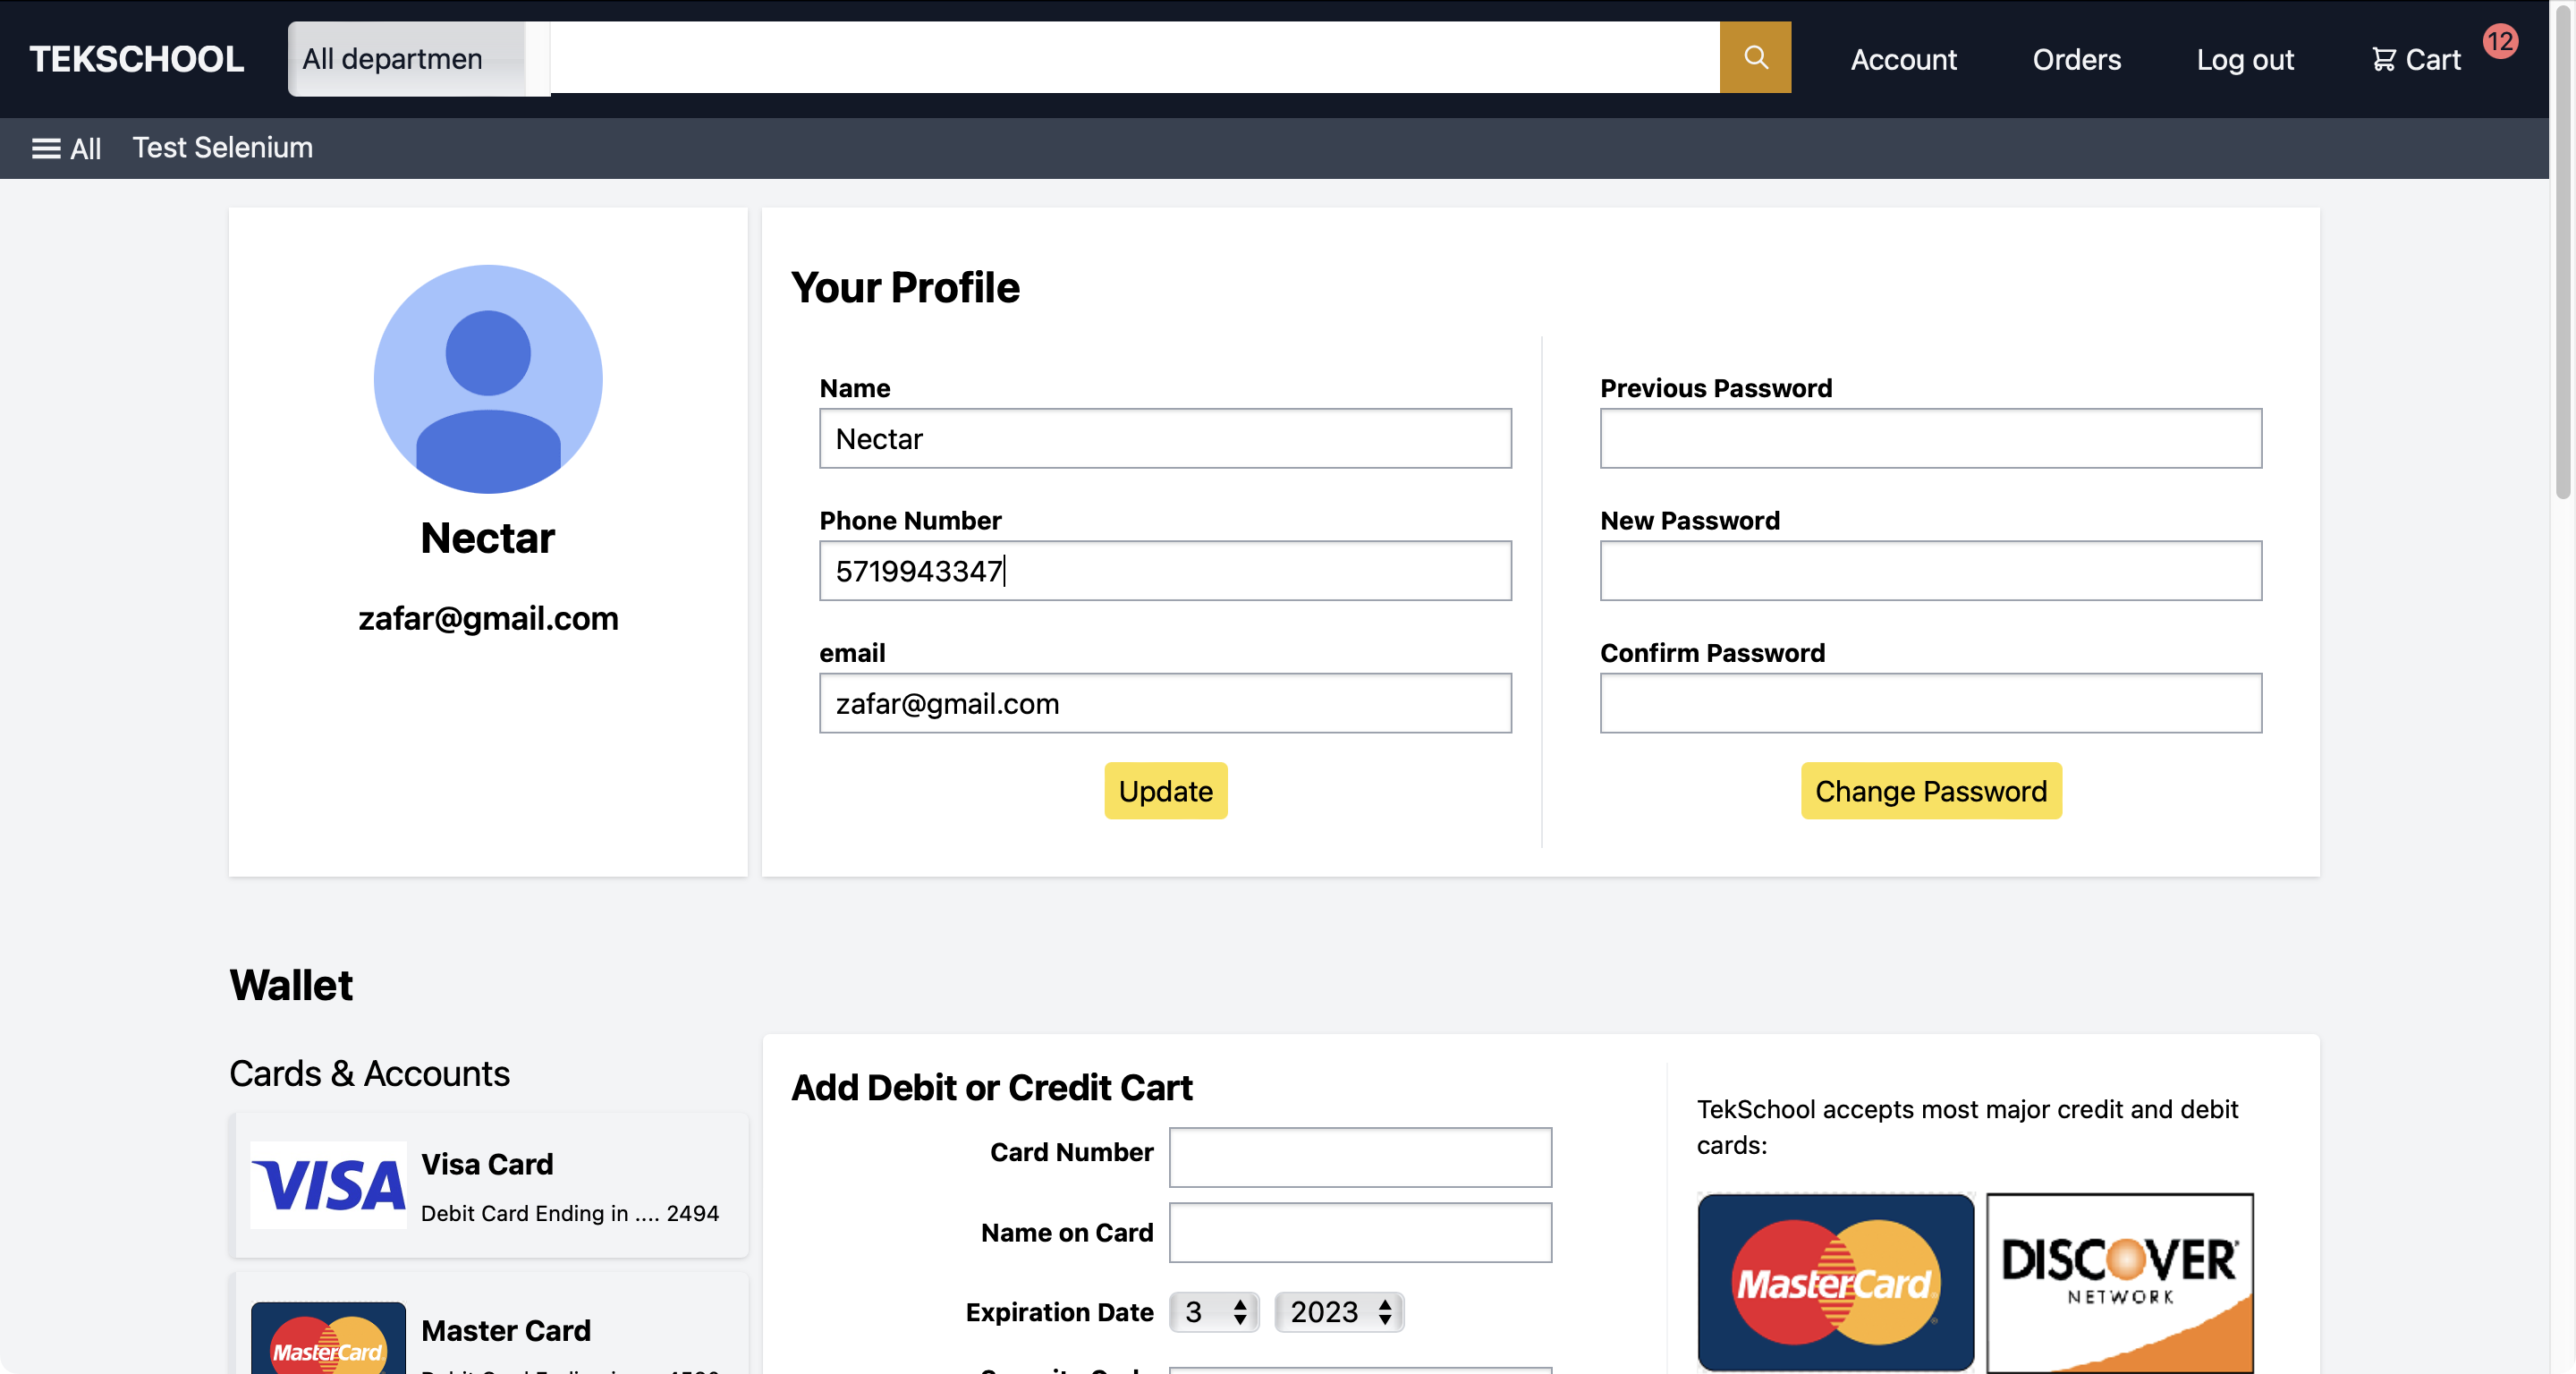 TEKSCHOOL
All departmen
Account
Orders
Log out
Cart
12
All
Test Selenium
Nectar
zafar@gmail.com
Your Profile
Name
Nectar
Phone Number
5719943347
email
zafar@gmail.com
Update
Previous Password
New Password
Confirm Password
Change Password
Wallet
Cards & Accounts
VISA
Visa Card
Debit Card Ending in .... 2494
MasterCard
Master Card
Add Debit or Credit Cart
Card Number
Name on Card
Expiration Date
3
2023
TekSchool accepts most major credit and debit
cards:
MasterCard
DISCOVER
NETWORK